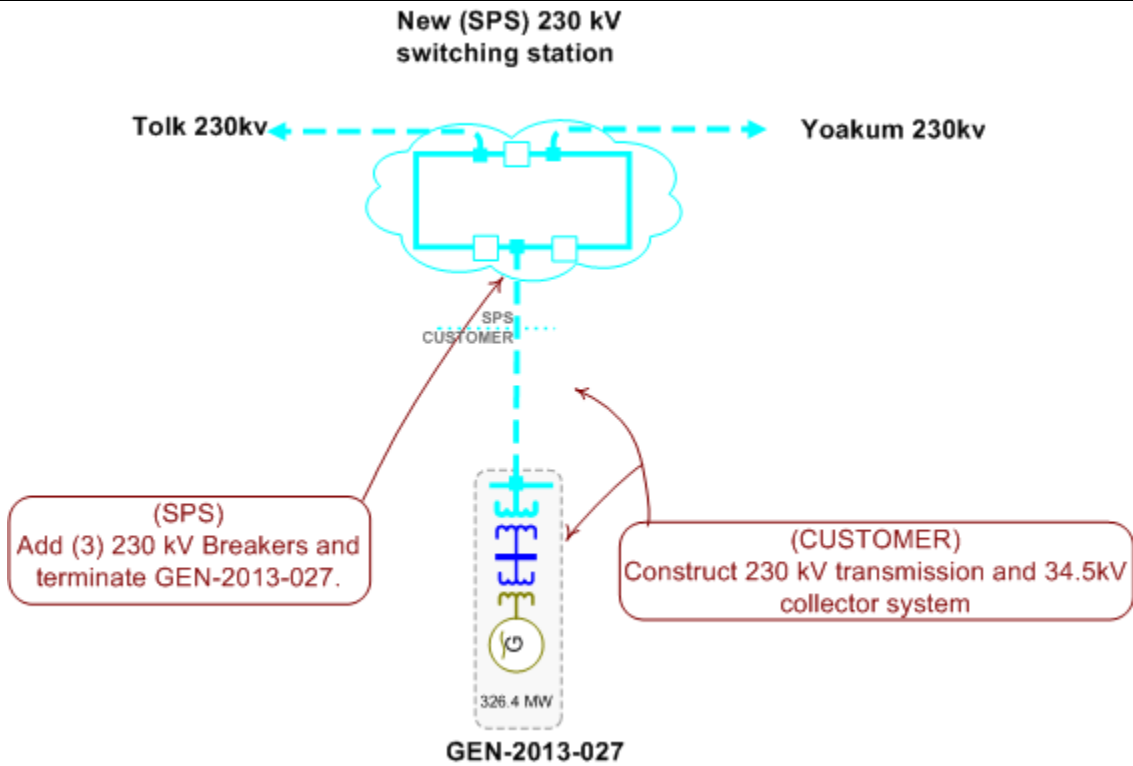 New (SPS) 230 kV
switching station
Tolk 230kv
Yoakum 230kv
SPS
CUSTOMER
(SPS)
Add (3) 230 kV Breakers and
terminate GEN-2013-027.
(CUSTOMER)
Construct 230 kV transmission and 34.5kV
collector system
G
326.4 MW
GEN-2013-027